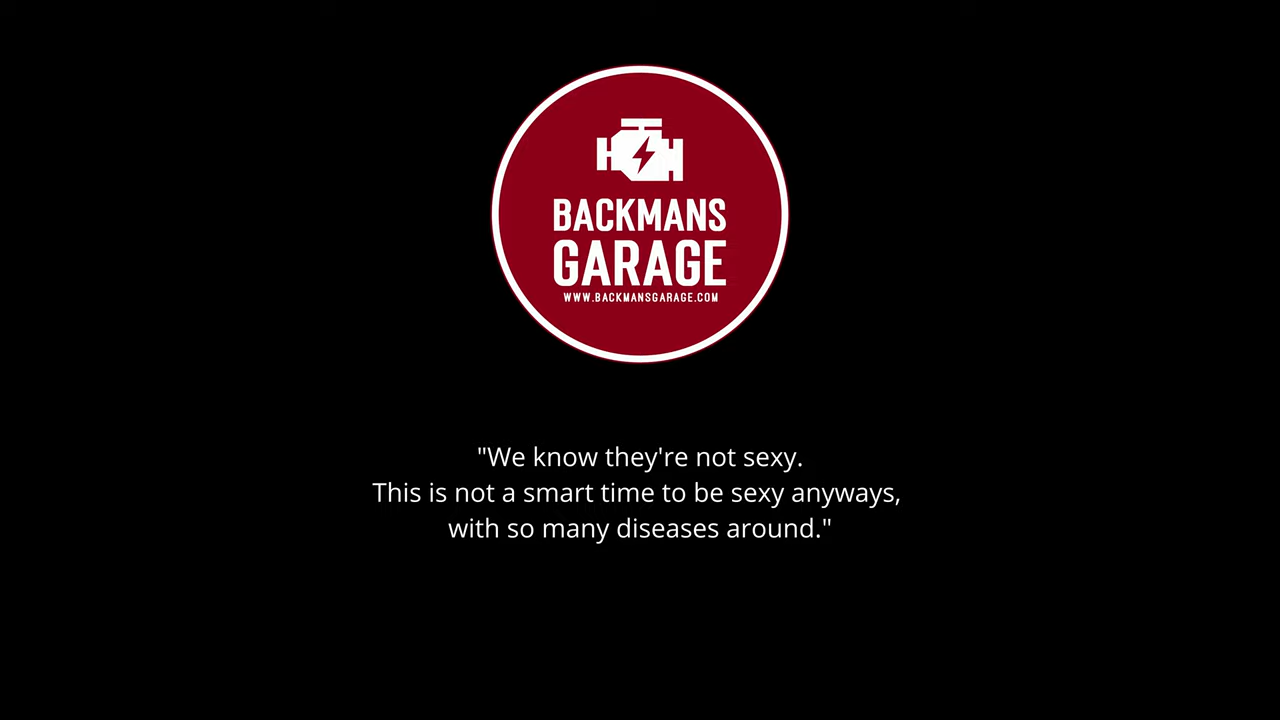 BACKMANS
GARAGE
WWW.BACKMANSGARAGE.COM
"We know they're not sexy.
This is not a smart time to be sexy anyways,
with so many diseases around."